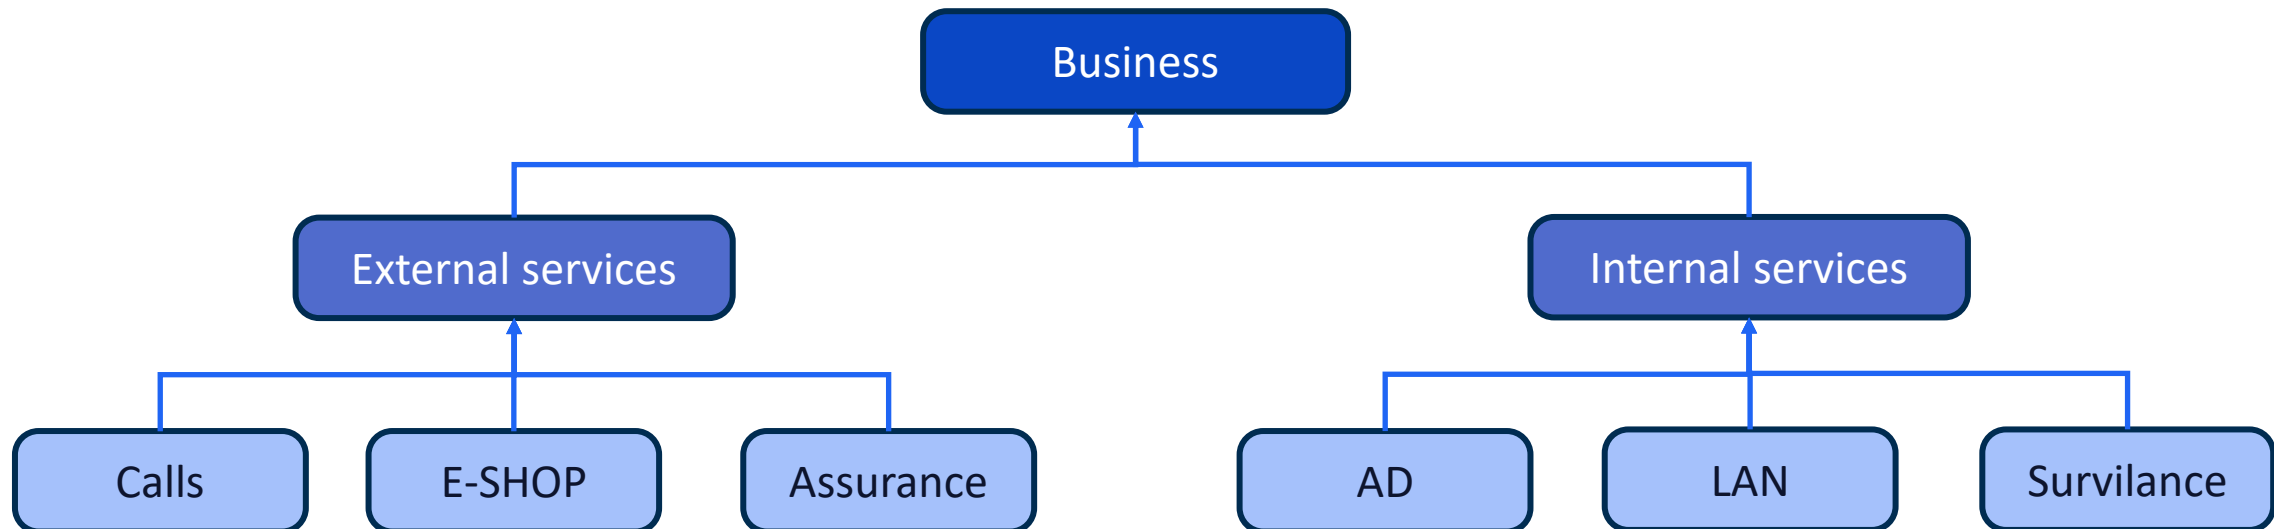 Business
External services
Internal services
Calls
E-SHOP
Assurance
AD
LAN
Survilance